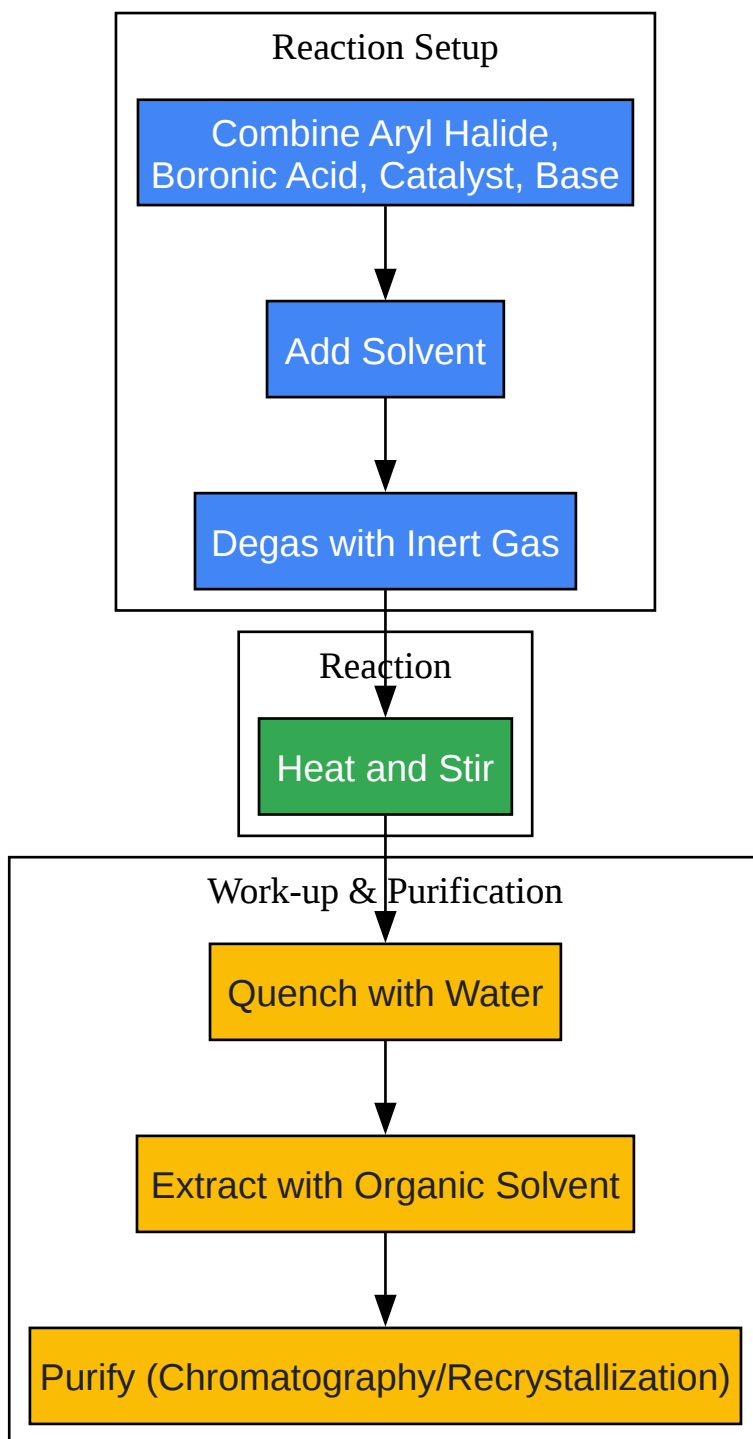 Reaction Setup
Combine Aryl Halide,
Boronic Acid, Catalyst, Base
Add Solvent
Degas with Inert Gas
Reaction
Heat and Stir
Work-up & Purification
Quench with Water
Extract with Organic Solvent
Purify (Chromatography/Recrystallization)